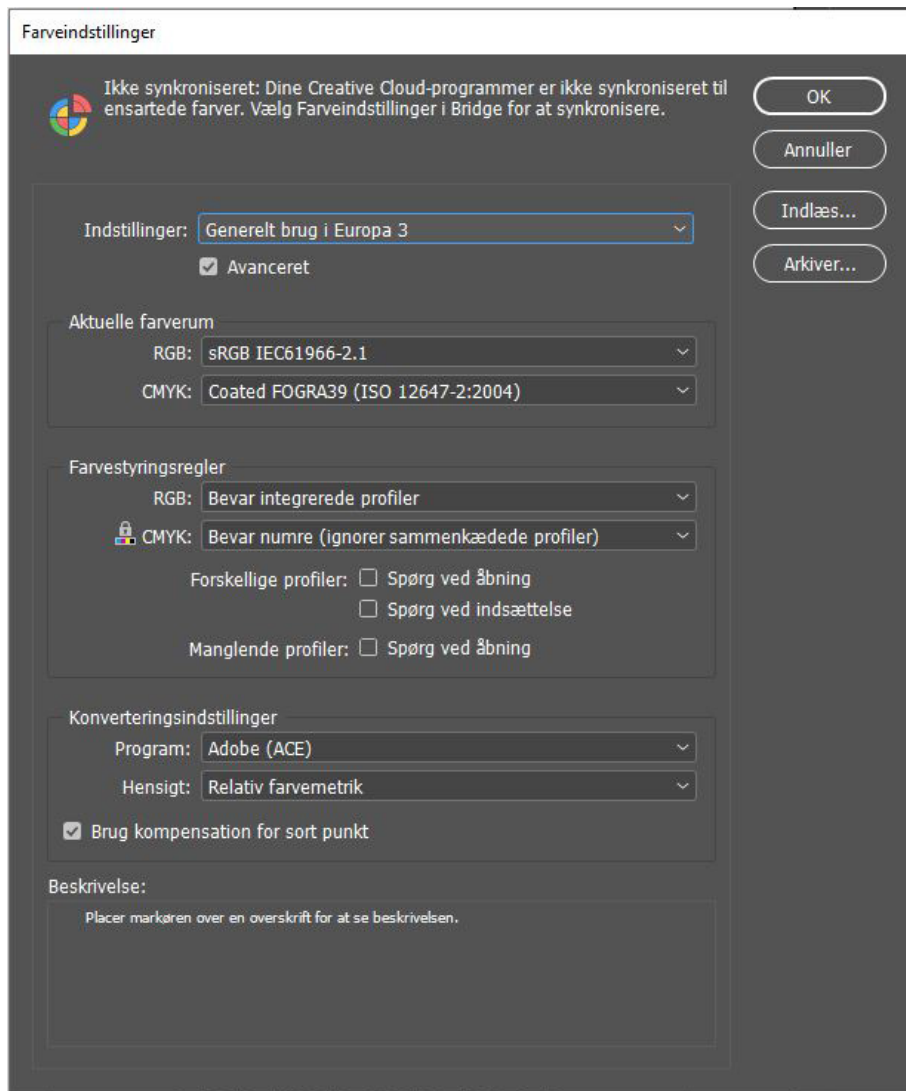 Farveindstillinger
Ikke synkroniseret: Dine Creative Cloud-programmer er ikke synkroniseret til
ensartede farver. Vælg Farveindstillinger i Bridge for at synkronisere.
OK
Annuller
Indlæs...
Arkiver...
Indstillinger: Generelt brug i Europa 3
Avanceret
Aktuelle farverum
RGB: sRGB IEC61966-2.1
CMYK: Coated FOGRA39 (ISO 12647-2:2004)
Farvestyringsregler
RGB: Bevar integrerede profiler
CMYK: Bevar numre (ignorer sammenkædede profiler)
Forskellige profiler: Spørg ved åbning
Spørg ved indsættelse
Manglende profiler: Spørg ved åbning
Konverteringsindstillinger
Program: Adobe (ACE)
Hensigt: Relativ farvemetrik
Brug kompensation for sort punkt
Beskrivelse:
Placer markøren over en overskrift for at se beskrivelsen.